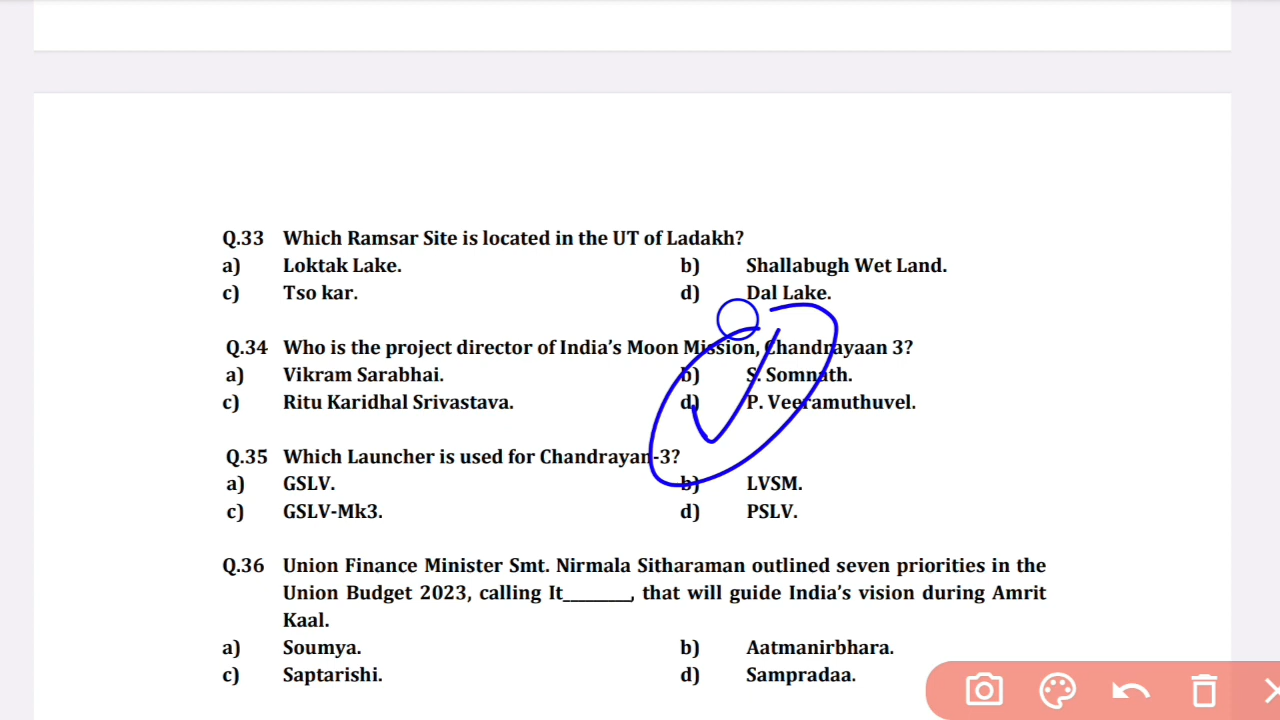 Q.33 Which Ramsar Site is located in the UT of Ladakh?
a) Loktak Lake. b) Shallabugh Wet Land.
c) Tso kar. d) Dal Lake.
Q.34 Who is the project director of India’s Moon Mission, Chandrayaan 3?
a) Vikram Sarabhai. b) S. Somnath.
c) Ritu Karidhal Srivastava. d) P. Veeramuthuvel.
Q.35 Which Launcher is used for Chandrayan-3?
a) GSLV. b) LVSM.
c) GSLV-Mk3. d) PSLV.
Q.36 Union Finance Minister Smt. Nirmala Sitharaman outlined seven priorities in the
Union Budget 2023, calling It_________, that will guide India’s vision during Amrit
Kaal.
a) Soumya. b) Aatmanirbhara.
c) Saptarishi. d) Sampradaa.